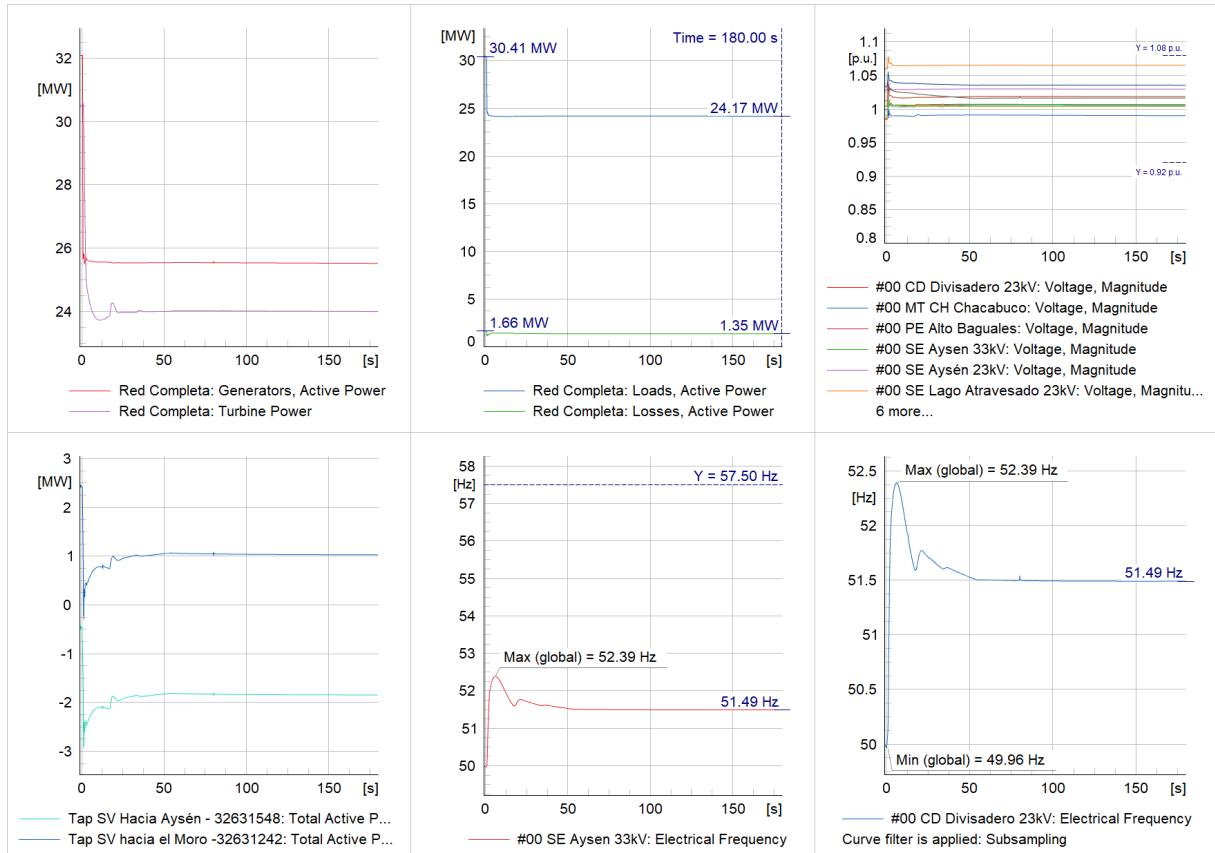 32
[MW]
30
28
26
24
0
50
100
150
[s]
Red Completa: Generators, Active Power
Red Completa: Turbine Power
[MW]
30
25
20
15
10
5
0
30.41 MW
Time = 180.00 s
24.17 MW
1.66 MW
1.35 MW
0
50
100
150
[s]
Red Completa: Loads, Active Power
Red Completa: Losses, Active Power
1.1
[p.u.]
1.05
1
0.95
0.9
0.85
0.8
Y = 1.08 p.u.
Y = 0.92 p.u.
0
50
100
150
[s]
#00 CD Divisadero 23kV: Voltage, Magnitude
#00 MT CH Chacabuco: Voltage, Magnitude
#00 PE Alto Baguales: Voltage, Magnitude
#00 SE Aysen 33kV: Voltage, Magnitude
#00 SE Aysén 23kV: Voltage, Magnitude
#00 SE Lago Atravesado 23kV: Voltage, Magnitu...
6 more...
3
[MW]
2
1
0
-1
-2
-3
0
50
100
150
[s]
Tap SV Hacia Aysén - 32631548: Total Active P...
Tap SV hacia el Moro -32631242: Total Active P...
58
[Hz]
57
56
55
54
53
52
51
50
Y = 57.50 Hz
Max (global) = 52.39 Hz
51.49 Hz
0
50
100
150
[s]
#00 SE Aysen 33kV: Electrical Frequency
52.5
[Hz]
52
51.5
51
50.5
50
Max (global) = 52.39 Hz
51.49 Hz
Min (global) = 49.96 Hz
0
50
100
150
[s]
#00 CD Divisadero 23kV: Electrical Frequency
Curve filter is applied: Subsampling